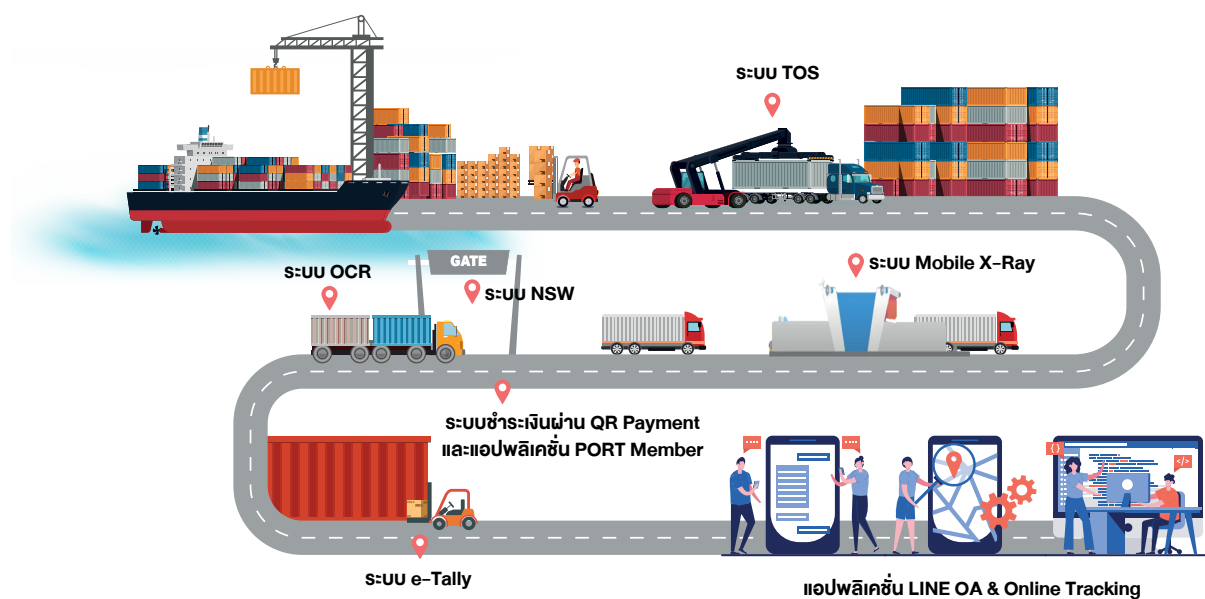 ระบบ TOS
ระบบ OCR
GATE
ระบบ NSW
ระบบ Mobile X-Ray
ระบบชำระเงินผ่าน QR Payment
และแอปพลิเคชั่น PORT Member
{ }
</>
ระบบ e-Tally
แอปพลิเคชั่น LINE OA & Online Tracking